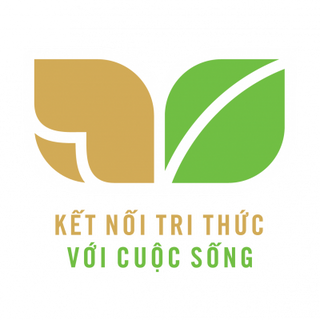 KẾT NỐI TRI THỨC
VỚI CUỘC SỐNG